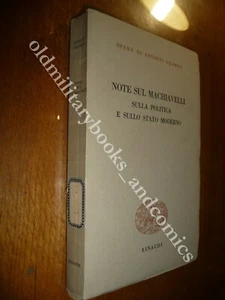 OPERE DI ANTONIO GRAMSCI
NOTE SUL MACHIAVELLI
SULLA POLITICA
E SULLO STATO MODERNO
EINAUDI
oldmilitarybooks_andcomics